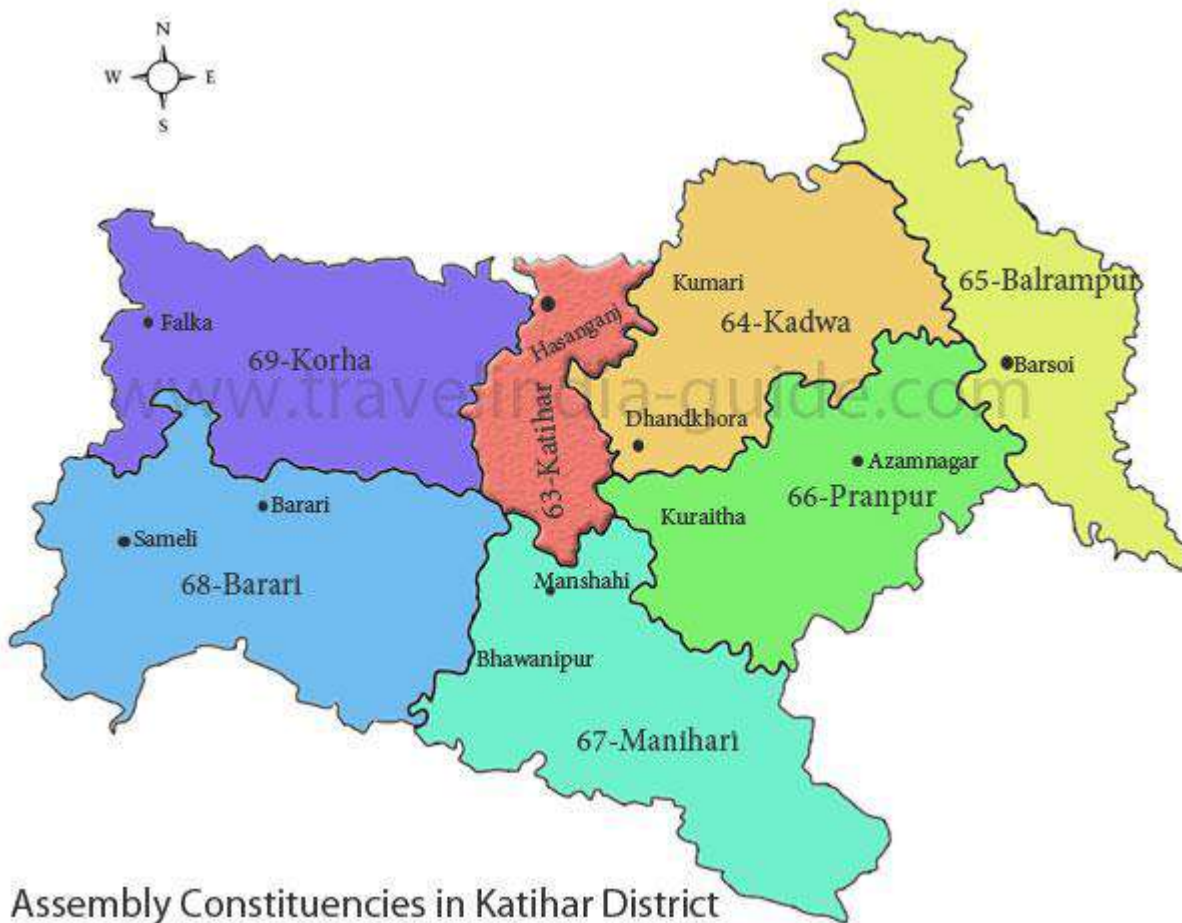 N
W E
S
Kumari
65-Balrampur
Falka
Hasanganj
64-Kadwa
69-Korha
Barsoi
www.travelindia-guide.com
Dhandkhora
63-Katihar
Azamnagar
66-Pranpur
Barari
Kuraitha
Sameli
68-Barari
Manshahi
Bhawanipur
67-Manihari
Assembly Constituencies in Katihar District